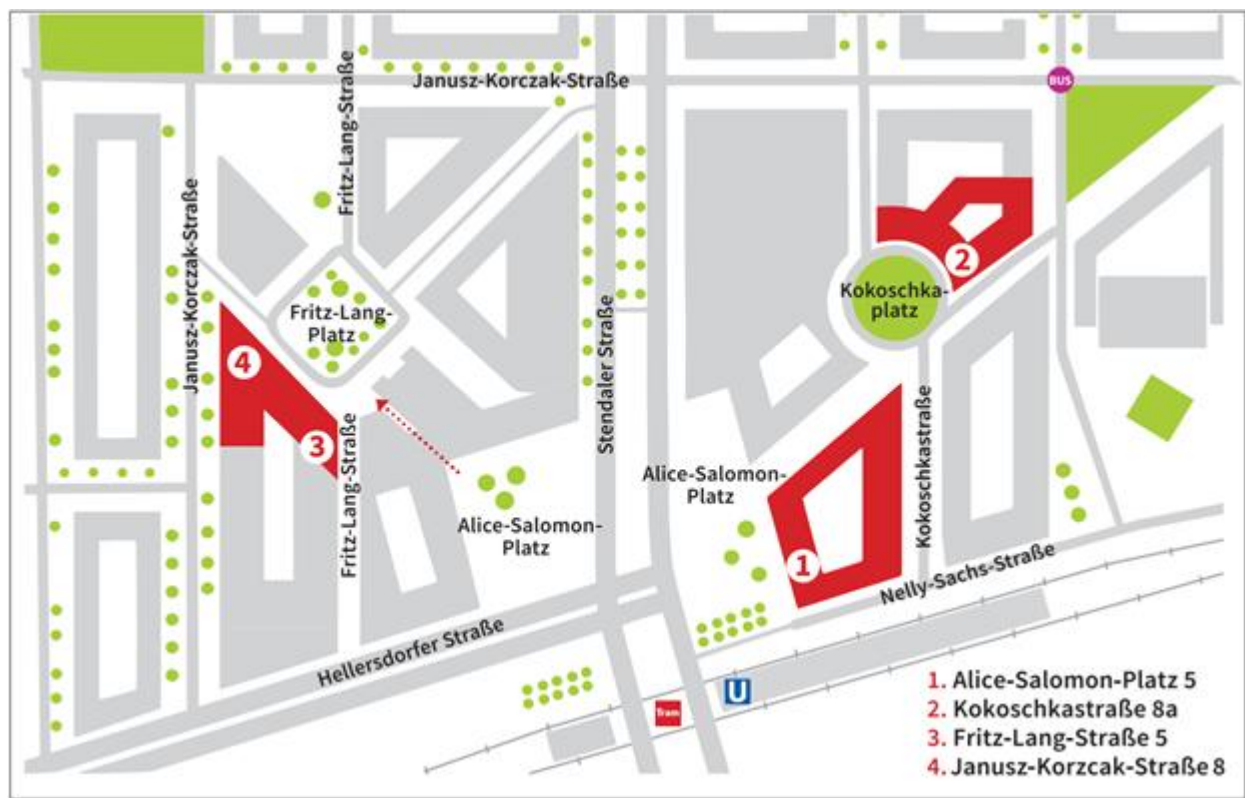 Janusz-Korczak-Straße
BUS
Fritz-Lang-Straße
Janusz-Korczak-Straße
2
Kokoschka-
platz
Fritz-Lang-
Platz
Stendaler Straße
4
3
Fritz-Lang-Straße
Alice-Salomon-
Platz
Alice-Salomon-
Platz
Kokoschkastraße
1
Nelly-Sachs-Straße
Hellersdorfer Straße
U
Tram
1. Alice-Salomon-Platz 5
2. Kokoschkastraße 8a
3. Fritz-Lang-Straße 5
4. Janusz-Korzcak-Straße 8